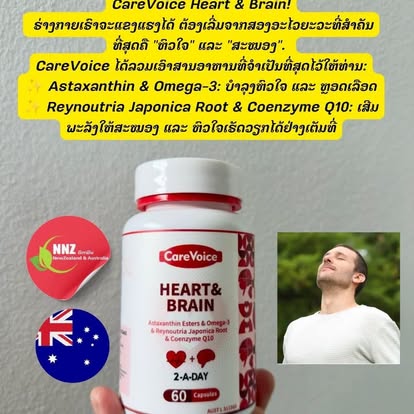 CareVoice Heart & Brain!
ຮ່າງກາຍເຮົາຈະແຂງແຮງໄດ້ ຕ້ອງເລີ່ມຈາກສອງອະໄວຍະວະທີ່ສຳຄັນ
ທີ່ສຸດຄື "ຫົວໃຈ" ແລະ "ສະໝອງ".
CareVoice ໄດ້ລວມເອົາສານອາຫານທີ່ຈຳເປັນທີ່ສຸດໄວ້ໃຫ້ທ່ານ:
✨ Astaxanthin & Omega-3: ບຳລຸງຫົວໃຈ ແລະ ຫຼອດເລືອດ
✨ Reynoutria Japonica Root & Coenzyme Q10: ເສີມ
ພະລັງໃຫ້ສະໝອງ ແລະ ຫົວໃຈເຮັດວຽກໄດ້ຢ່າງເຕັມທີ່
NNZ
NewZealand & Australia
CareVoice
HEART&
BRAIN
Astaxanthin Esters & Omega-3
& Reynoutria Japonica Root
& Coenzyme Q10
+
2-A-DAY
60 Capsules